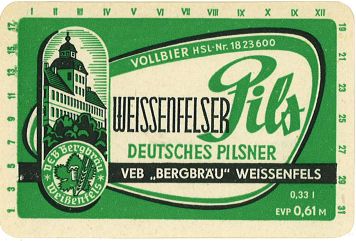 I II III IV V VI VII VIII IX X XI XII
VOLLBIER HSL-Nr. 1823600
WEISSENFELSER Pils
DEUTSCHES PILSNER
VEB „BERGBRÄU" WEISSENFELS
0,33 l
EVP 0,61 M
VEB Bergbräu
Weißenfels
1
3
5
7
9
11
13
15
17
19
21
23
25
27
29
31